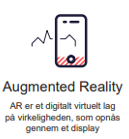 Augmented Reality
AR er et digitalt virtuelt lag
på virkeligheden, som opnås
gennem et display